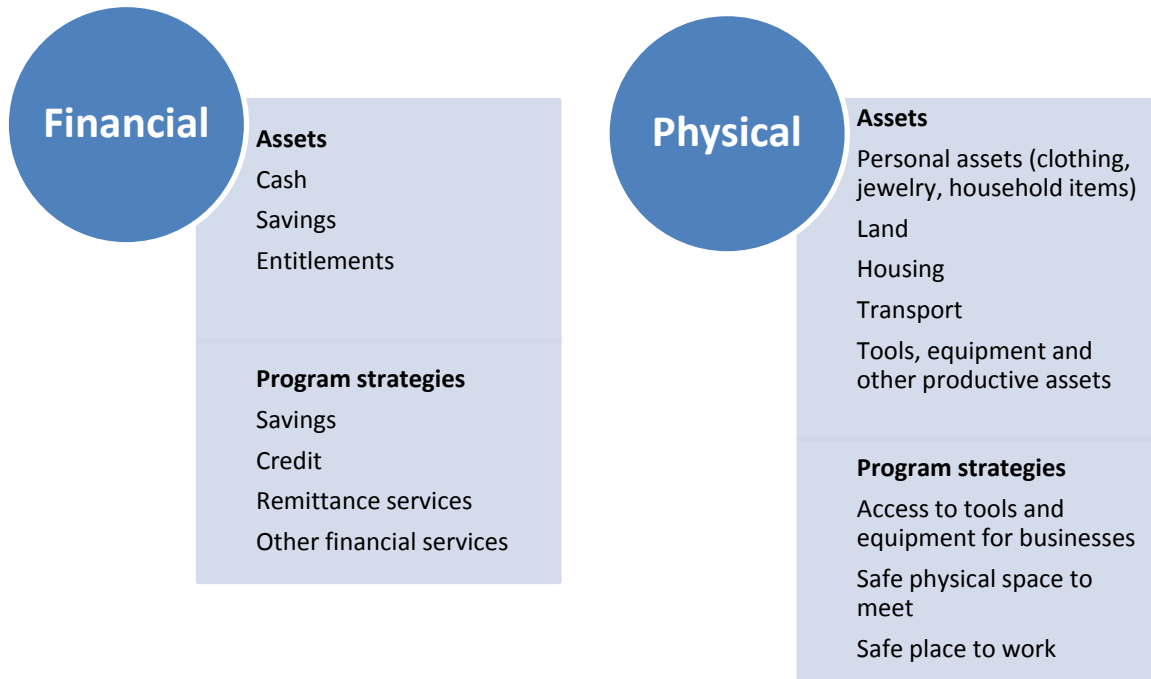 Financial
Assets
Cash
Savings
Entitlements
Program strategies
Savings
Credit
Remittance services
Other financial services
Physical
Assets
Personal assets (clothing,
jewelry, household items)
Land
Housing
Transport
Tools, equipment and
other productive assets
Program strategies
Access to tools and
equipment for businesses
Safe physical space to
meet
Safe place to work